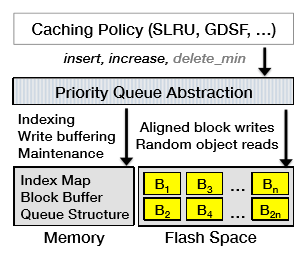 Caching Policy (SLRU, GDSF, …)
insert, increase, delete_min
Priority Queue Abstraction
Indexing
Write buffering
Maintenance
Aligned block writes
Random object reads
Index Map
Block Buffer
Queue Structure
B1 B3 … Bn
B2 B4 … B2n
Memory
Flash Space